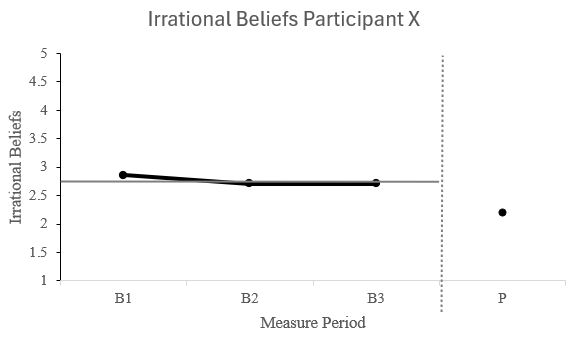 Irrational Beliefs Participant X
5
4.5
4
3.5
3
2.5
2
1.5
1
Irrational Beliefs
B1 B2 B3 P
Measure Period